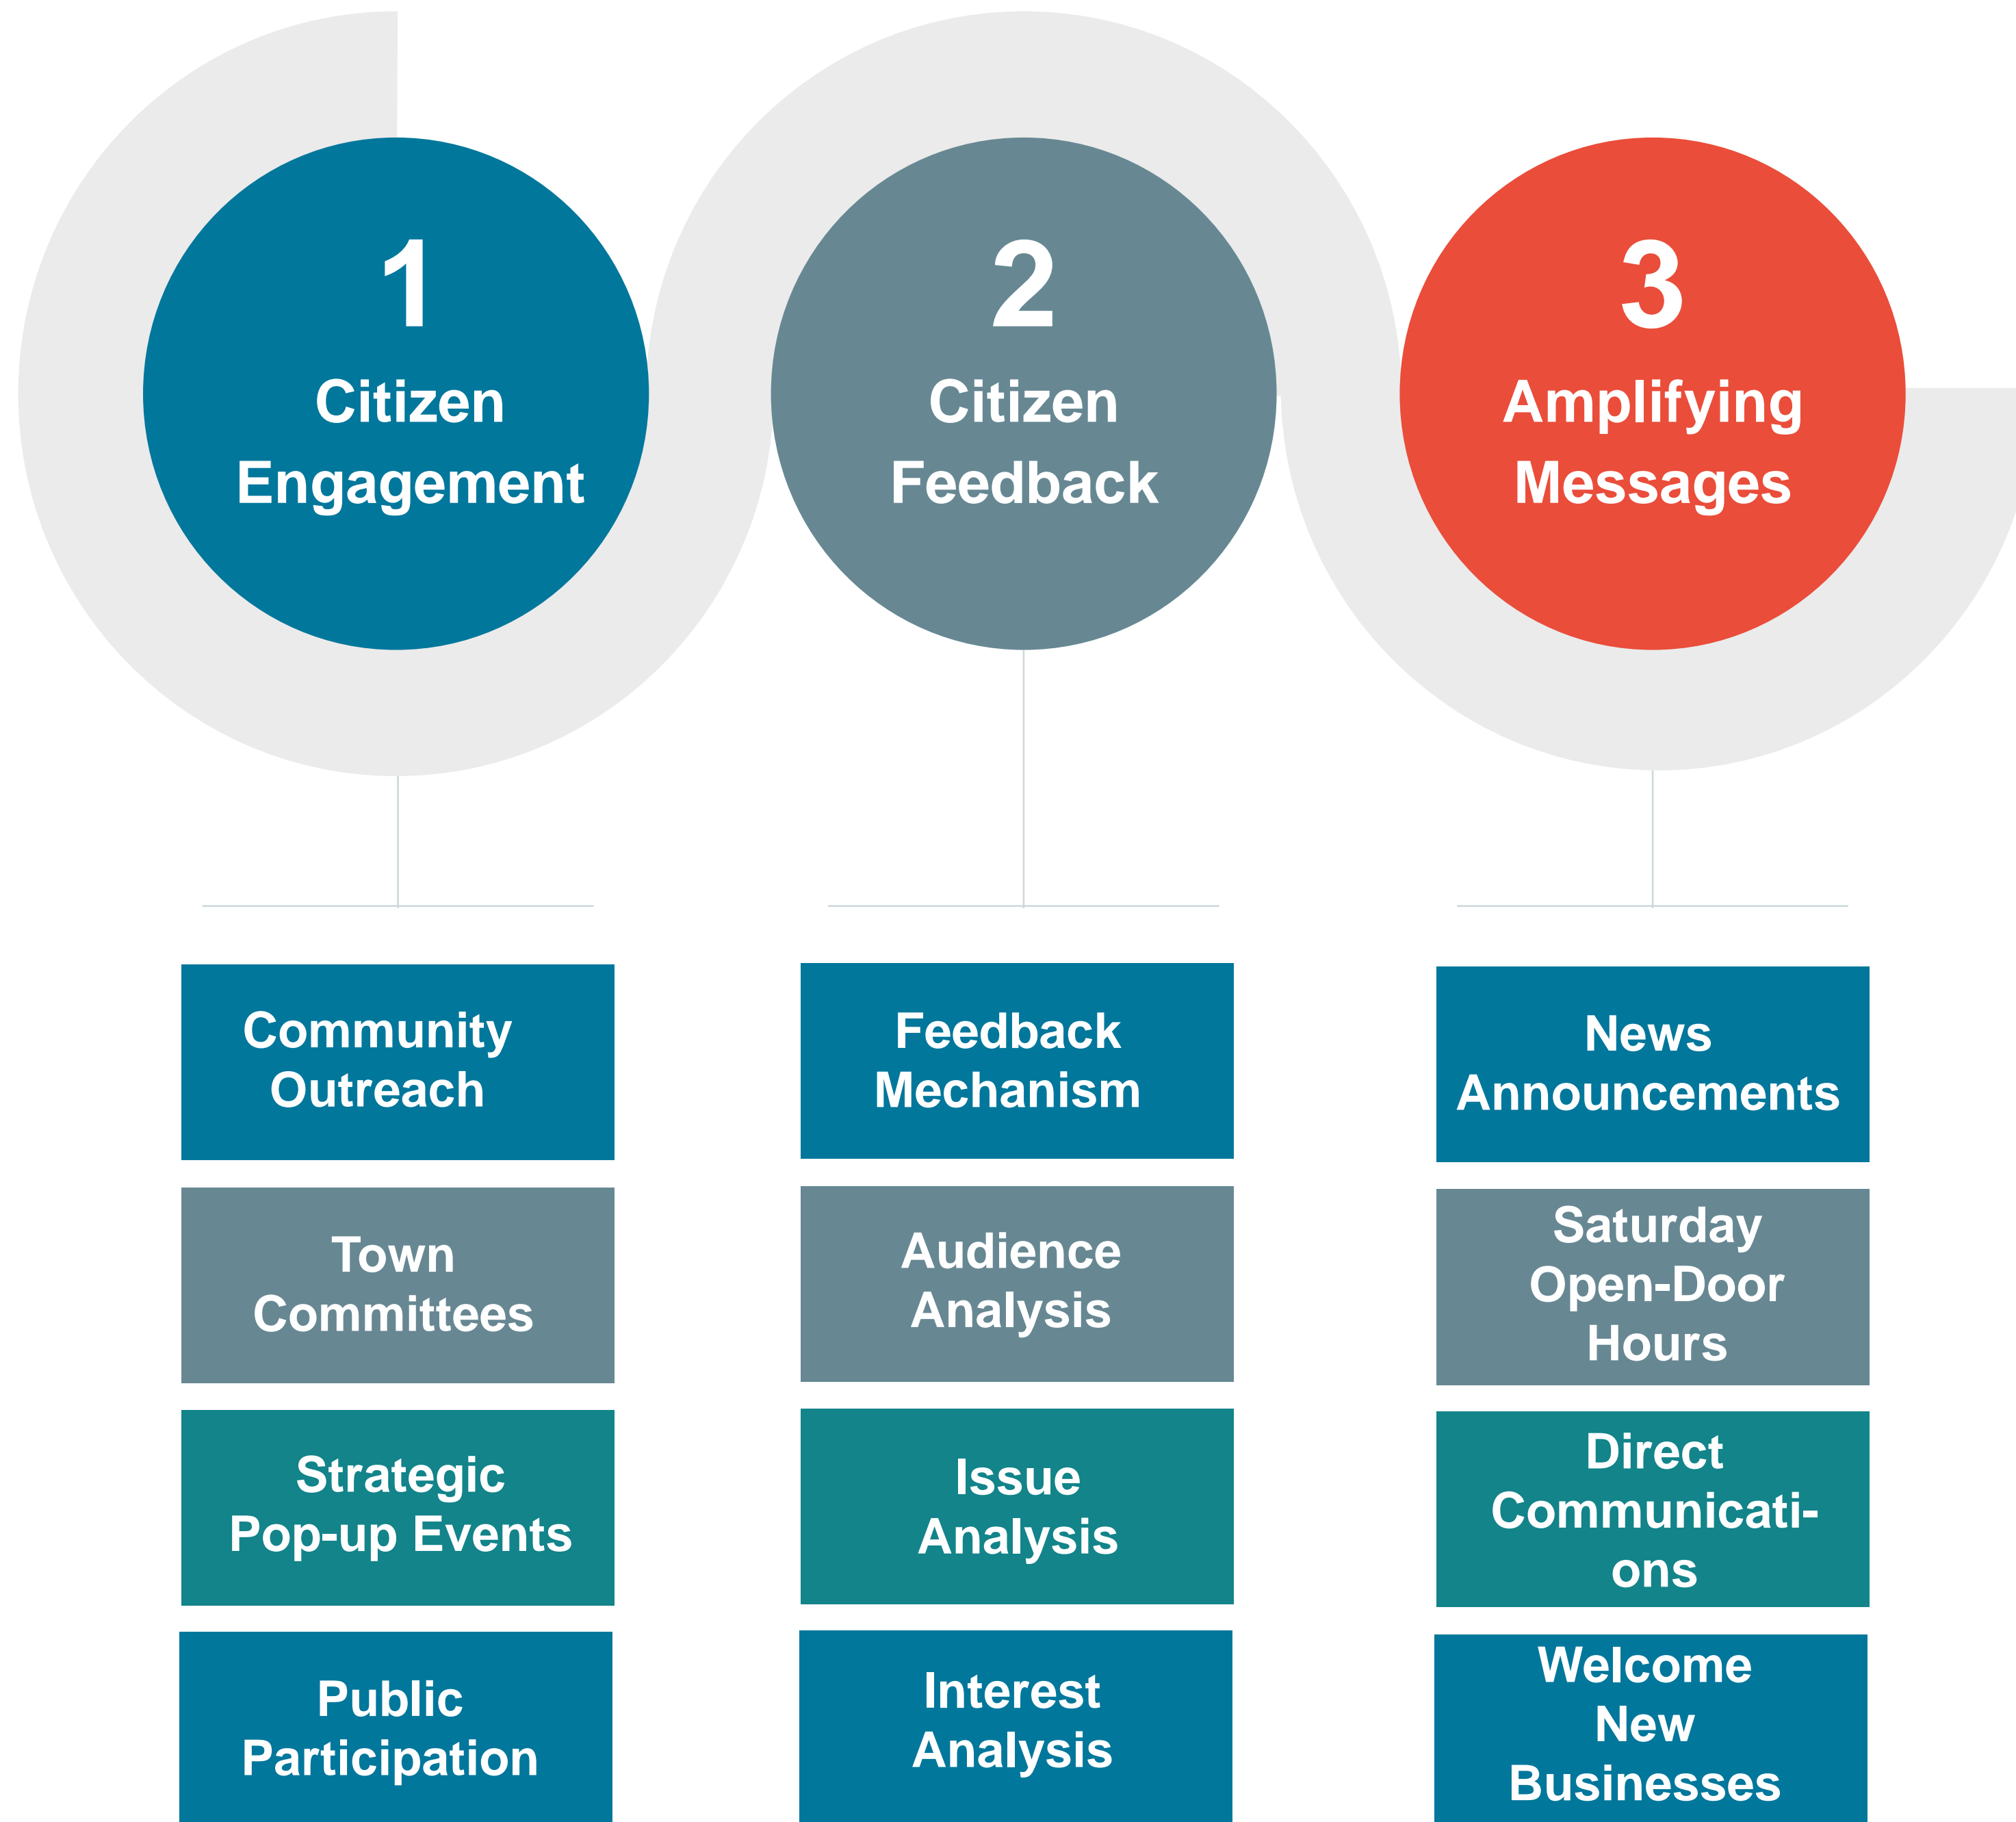 1
Citizen
Engagement
2
Citizen
Feedback
3
Amplifying
Messages
Community
Outreach
Town
Committees
Strategic
Pop-up Events
Public
Participation
Feedback
Mechanism
Audience
Analysis
Issue
Analysis
Interest
Analysis
News
Announcements
Saturday
Open-Door
Hours
Direct
Communicati-
ons
Welcome
New
Businesses